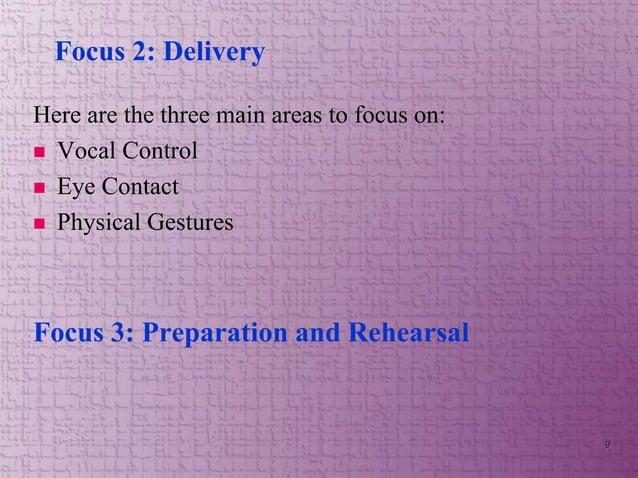 Focus 2: Delivery
Here are the three main areas to focus on:
Vocal Control
Eye Contact
Physical Gestures
Focus 3: Preparation and Rehearsal
9